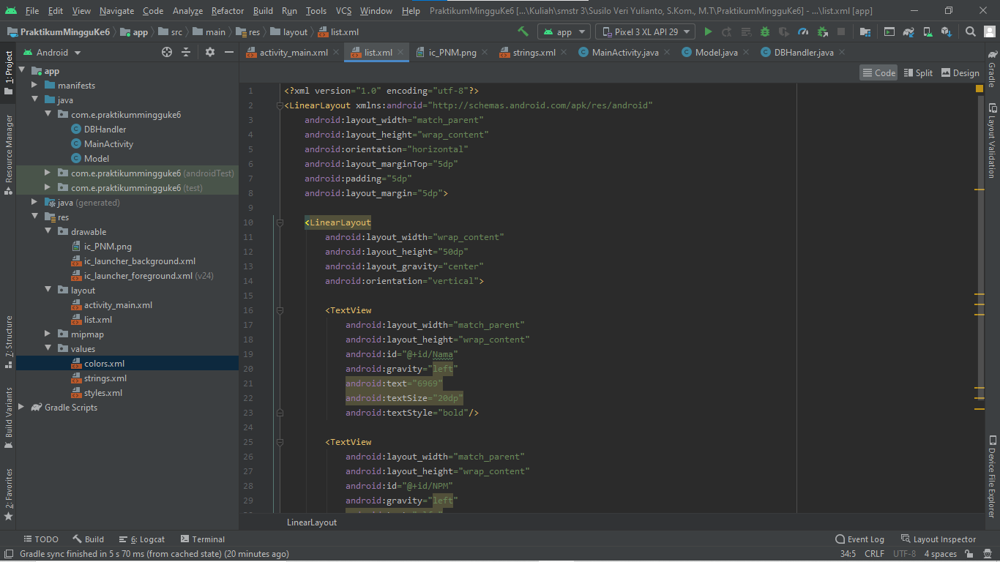 File Edit View Navigate Code Analyze Refactor Build Run Tools VCS Window Help PraktikumMingguKe6 [...\Kuliah\smstr 3\Susilo Veri Yulianto, S.Kom., M.T\PraktikumMingguKe6] - ...\list.xml [app]
PraktikumMingguKe6 app src main res layout list.xml app Pixel 3 XL API 29
Android activity_main.xml list.xml ic_PNM.png strings.xml MainActivity.java Model.java DBHandler.java
Code Split Design
1: Project
Resource Manager
7: Structure
Build Variants
2: Favorites
app
manifests
java
com.e.praktikummingguke6
DBHandler
MainActivity
Model
com.e.praktikummingguke6 (androidTest)
com.e.praktikummingguke6 (test)
java (generated)
res
drawable
ic_PNM.png
ic_launcher_background.xml
ic_launcher_foreground.xml (v24)
layout
activity_main.xml
list.xml
mipmap
values
colors.xml
strings.xml
styles.xml
Gradle Scripts
1 <?xml version="1.0" encoding="utf-8"?>
2 <LinearLayout xmlns:android="http://schemas.android.com/apk/res/android"
3 android:layout_width="match_parent"
4 android:layout_height="wrap_content"
5 android:orientation="horizontal"
6 android:layout_marginTop="5dp"
7 android:padding="5dp"
8 android:layout_margin="5dp">
9
10 <LinearLayout
11 android:layout_width="wrap_content"
12 android:layout_height="50dp"
13 android:layout_gravity="center"
14 android:orientation="vertical">
15
16 <TextView
17 android:layout_width="match_parent"
18 android:layout_height="wrap_content"
19 android:id="@+id/Nama"
20 android:gravity="left"
21 android:text="6969"
22 android:textSize="20dp"
23 android:textStyle="bold"/>
24
25 <TextView
26 android:layout_width="match_parent"
27 android:layout_height="wrap_content"
28 android:id="@+id/NPM"
29 android:gravity="left"
LinearLayout
Gradle
Layout Validation
Device File Explorer
TODO Build 6: Logcat Terminal Event Log Layout Inspector
Gradle sync finished in 5 s 70 ms (from cached state) (20 minutes ago) 34:5 CRLF UTF-8 4 spaces